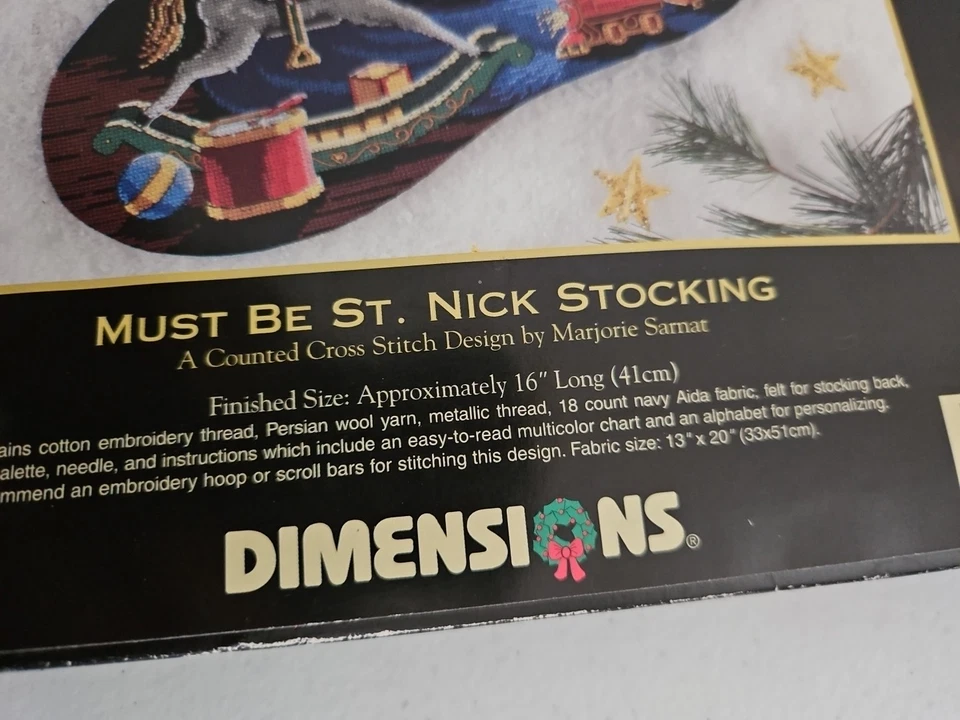 MUST BE ST. NICK STOCKING
A Counted Cross Stitch Design by Marjorie Sarnat
Finished Size: Approximately 16" Long (41cm)
ains cotton embroidery thread, Persian wool yarn, metallic thread, 18 count navy Aida fabric, felt for stocking back,
alette, needle, and instructions which include an easy-to-read multicolor chart and an alphabet for personalizing.
mmend an embroidery hoop or scroll bars for stitching this design. Fabric size: 13" x 20" (33x51cm).
DIMENSIONS®